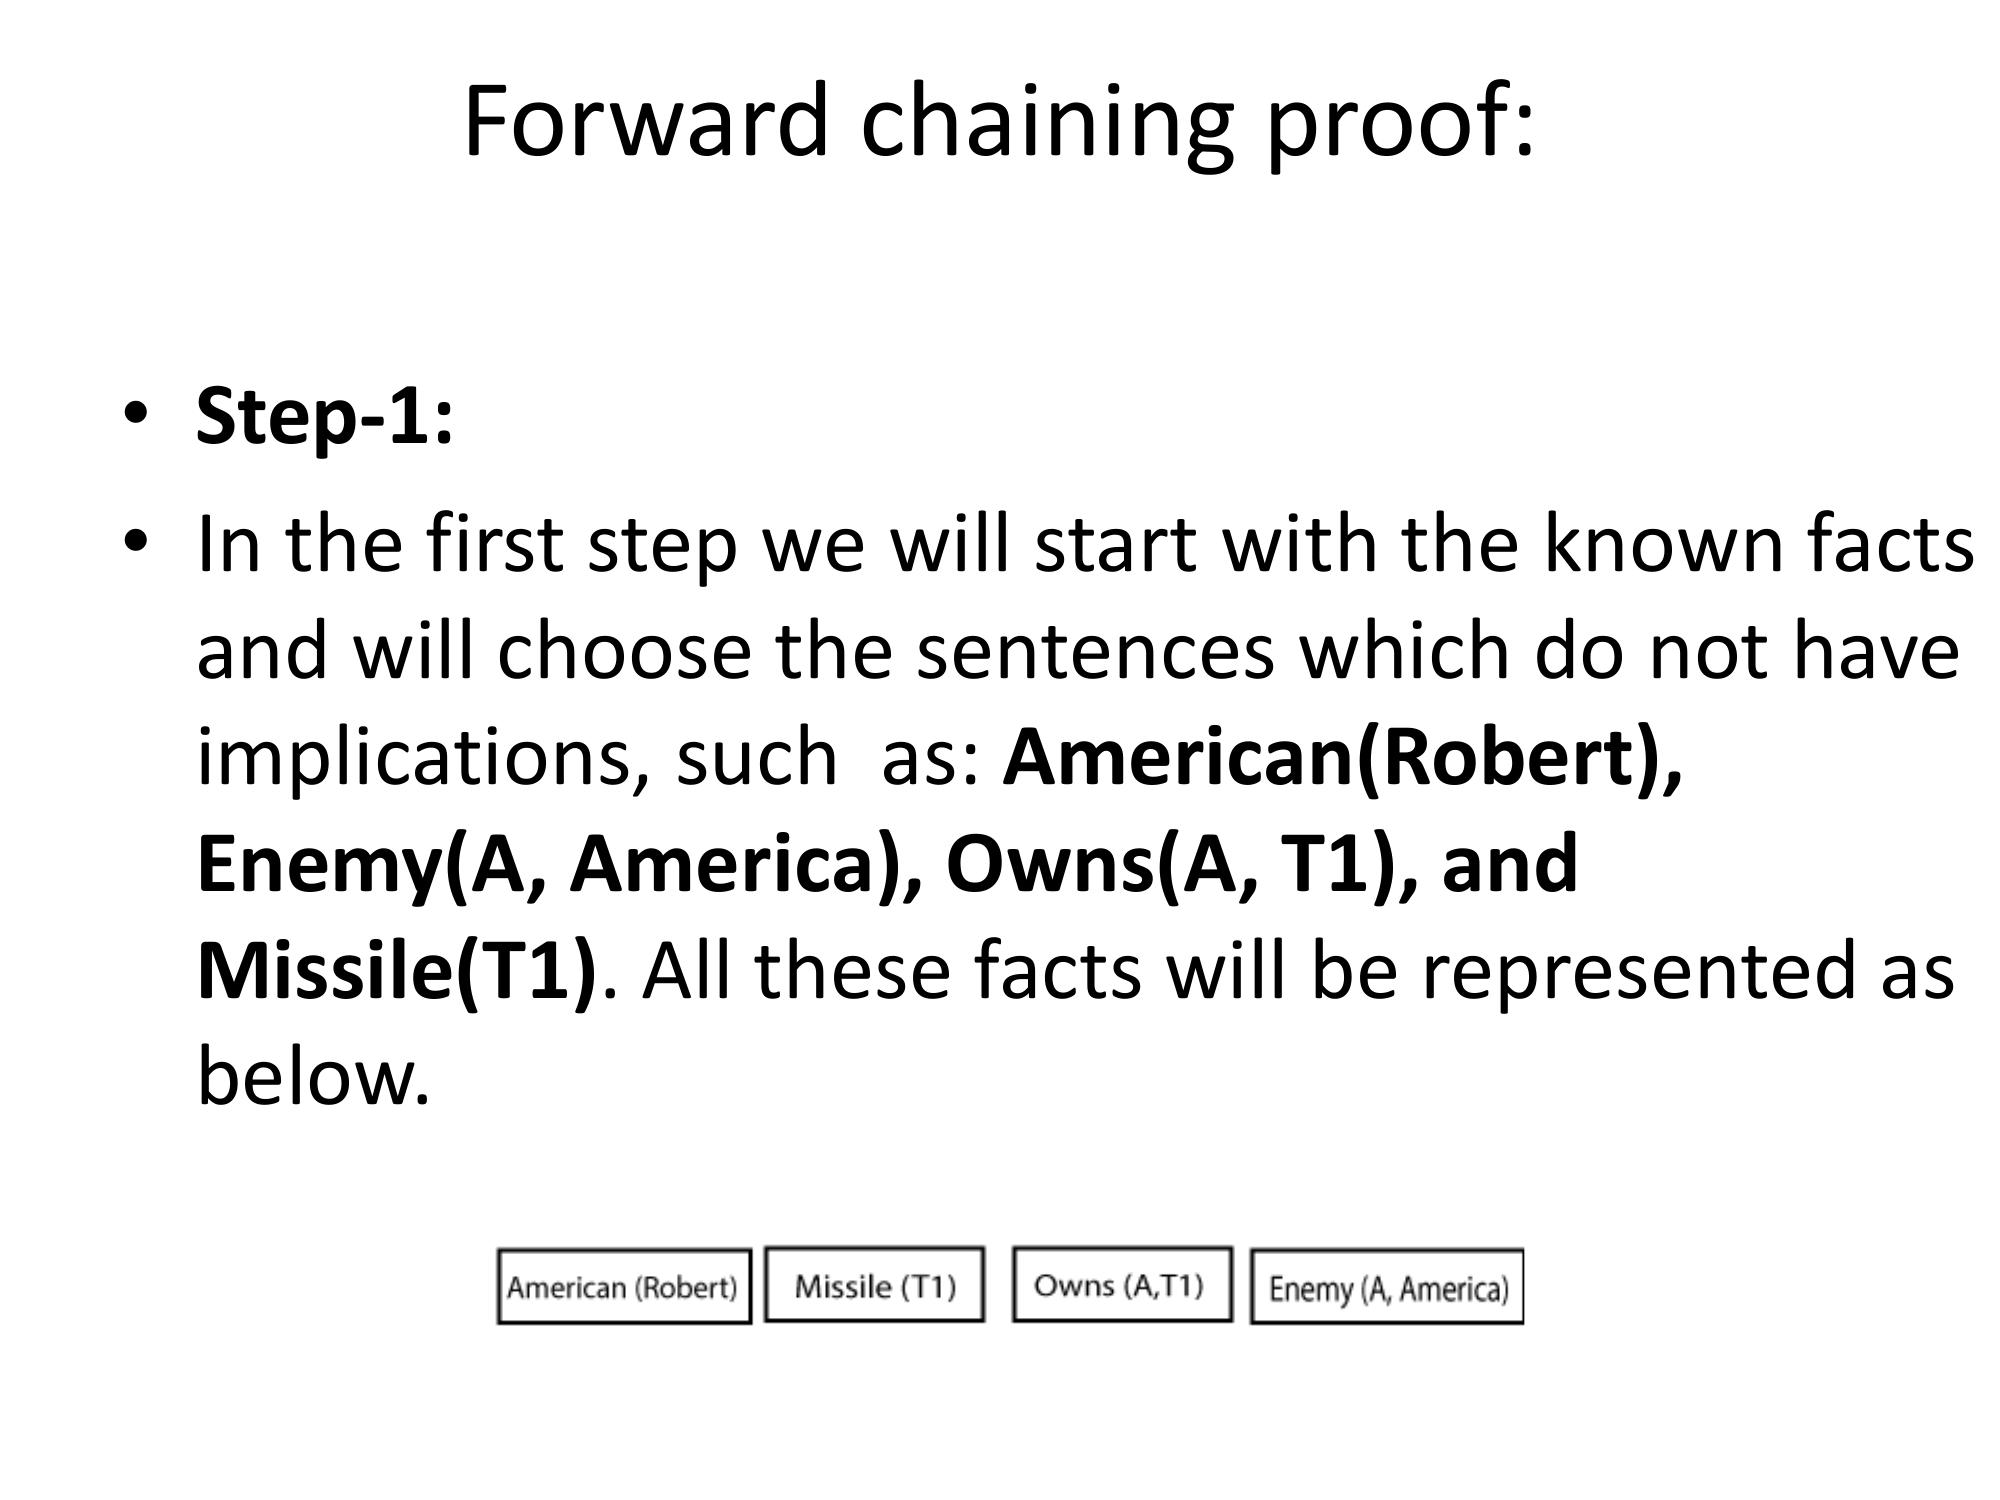 Forward chaining proof:
• Step-1:
• In the first step we will start with the known facts
and will choose the sentences which do not have
implications, such  as: American(Robert),
Enemy(A, America), Owns(A, T1), and
Missile(T1). All these facts will be represented as
below.
American (Robert) Missile (T1) Owns (A,T1) Enemy (A, America)